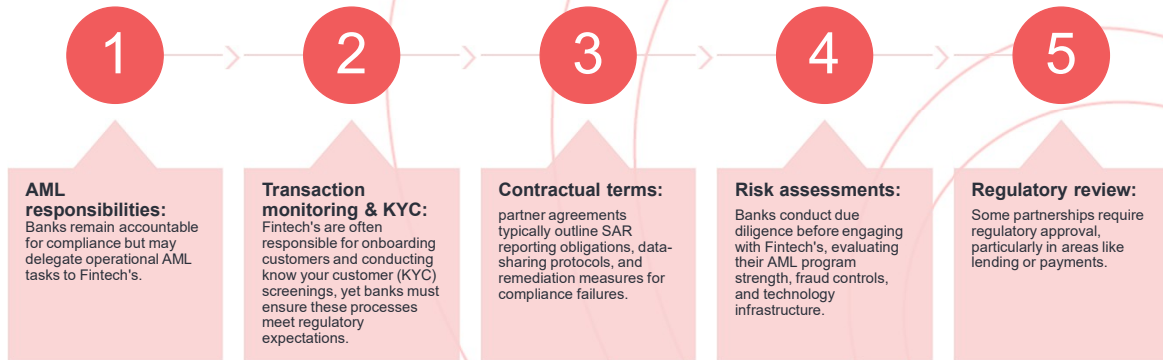 1
2
3
4
5
AML
responsibilities:
Banks remain accountable
for compliance but may
delegate operational AML
tasks to Fintech's.
Transaction
monitoring & KYC:
Fintech's are often
responsible for onboarding
customers and conducting
know your customer (KYC)
screenings, yet banks must
ensure these processes
meet regulatory
expectations.
Contractual terms:
partner agreements
typically outline SAR
reporting obligations, data-
sharing protocols, and
remediation measures for
compliance failures.
Risk assessments:
Banks conduct due
diligence before engaging
with Fintech's, evaluating
their AML program
strength, fraud controls,
and technology
infrastructure.
Regulatory review:
Some partnerships require
regulatory approval,
particularly in areas like
lending or payments.